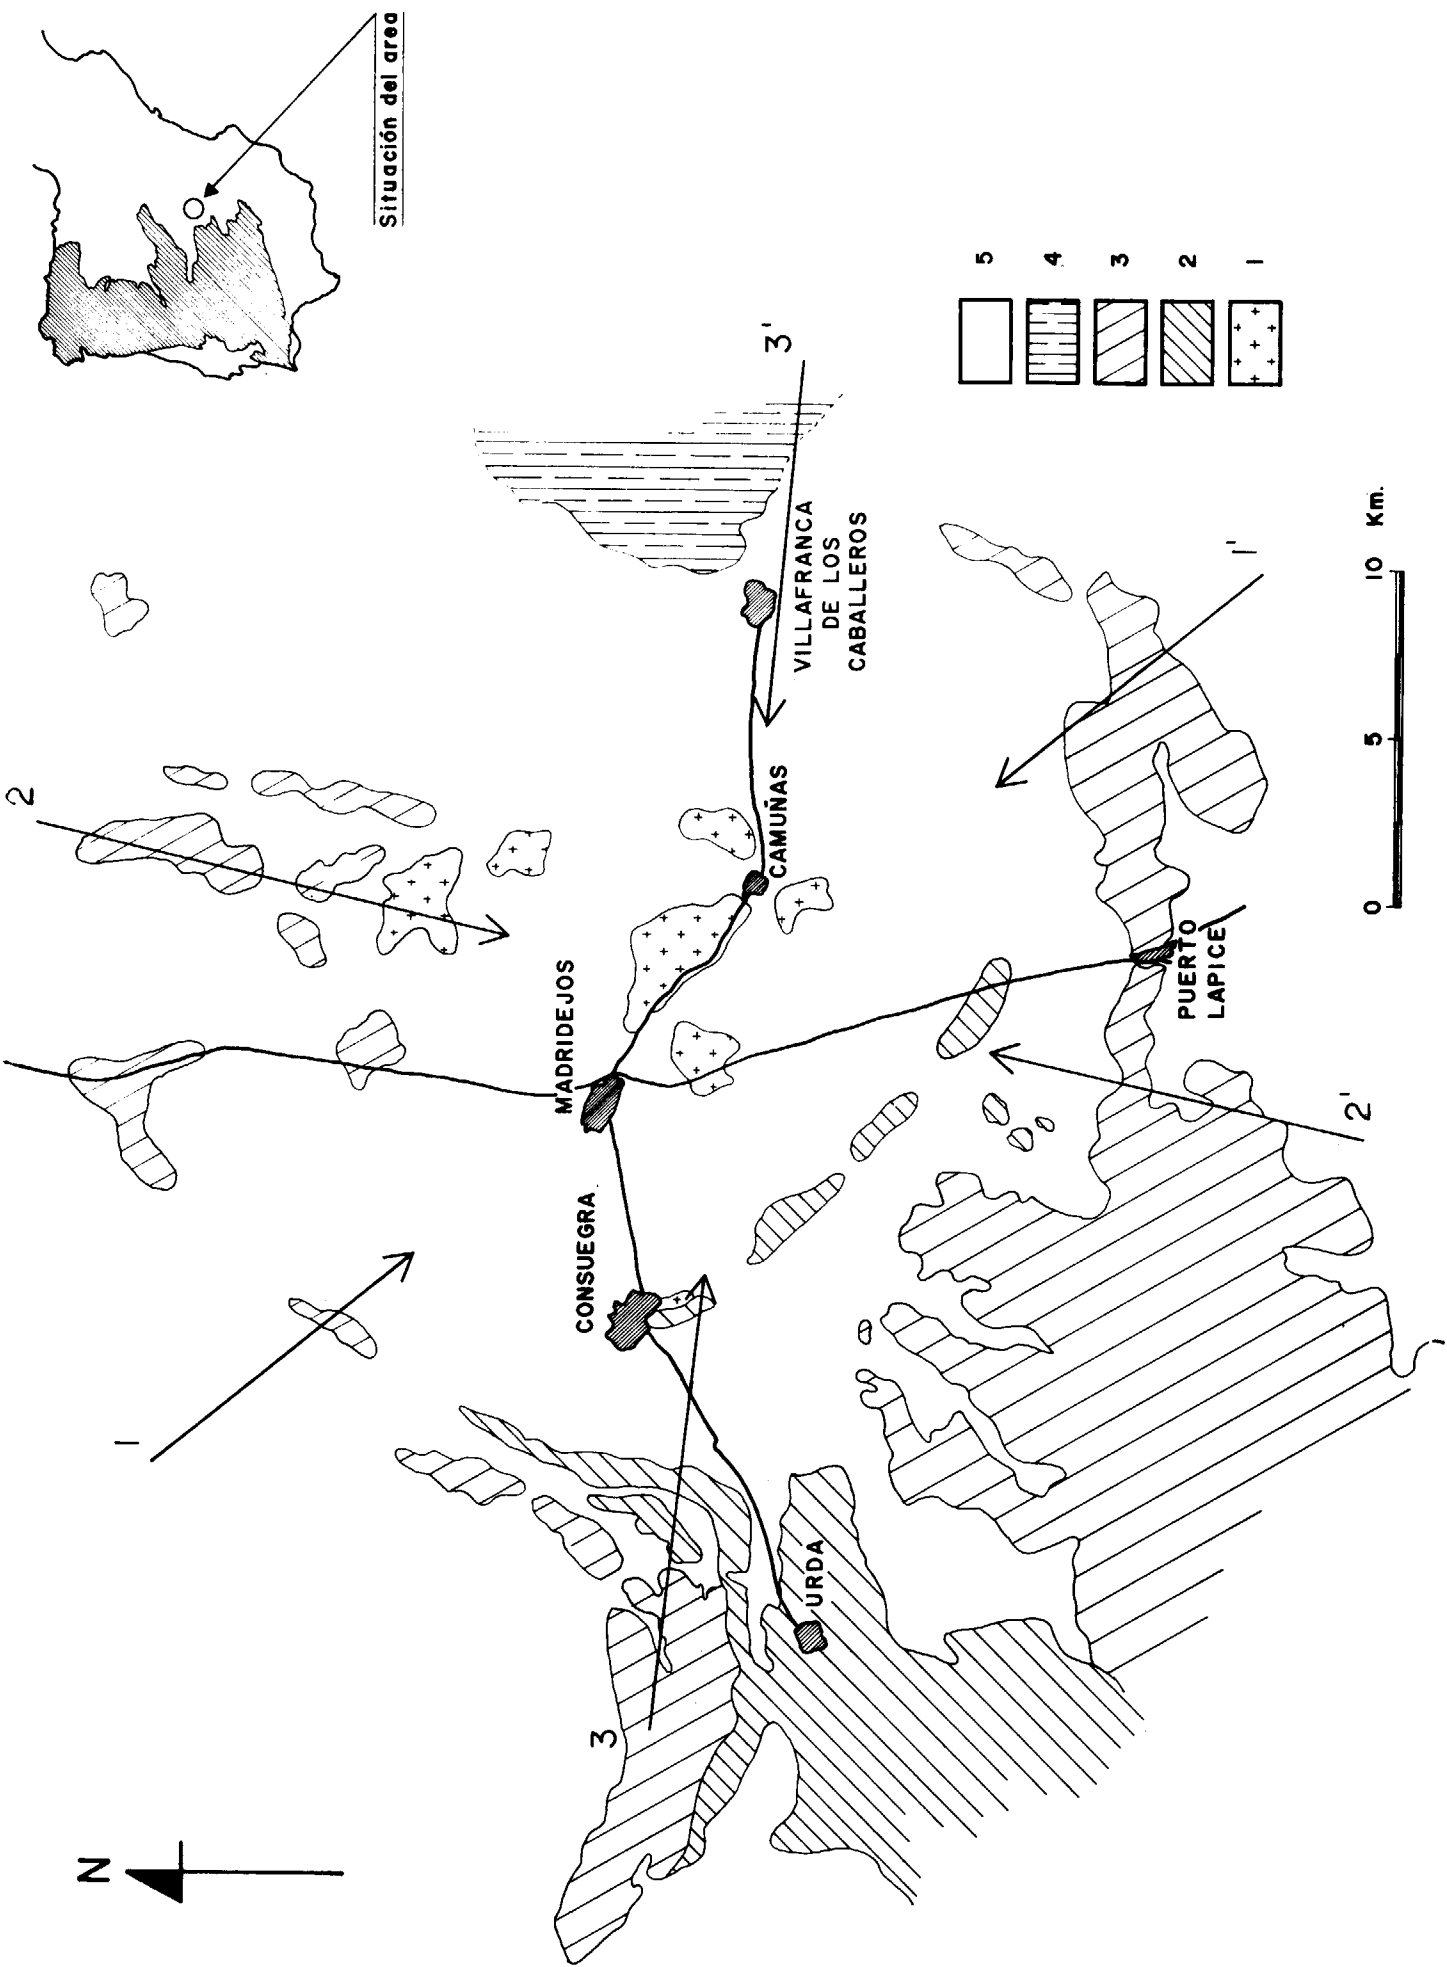 N
Situación del area
1
2
3
MADRIDEJOS
CONSUEGRA
CAMUÑAS
VILLAFRANCA
DE LOS
CABALLEROS
URDA
PUERTO
LAPICE
3'
1'
2'
5
4
3
2
1
0 5 10 Km.